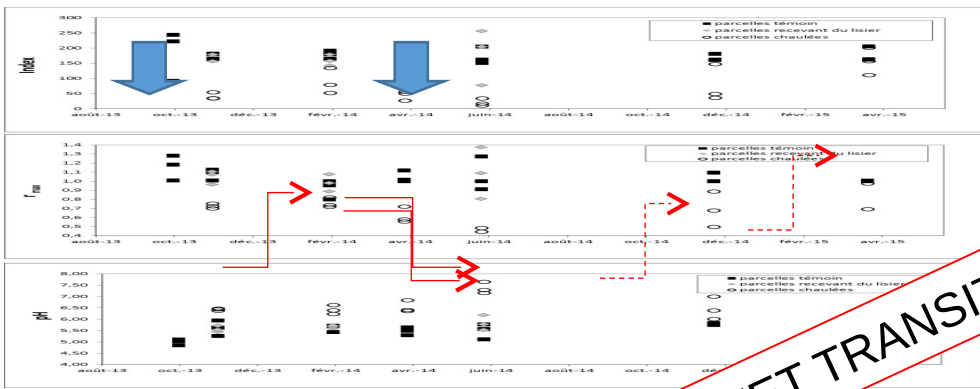 300
250
200
150
100
50
0
Index
parcelles témoin
parcelles recevant du lisier
parcelles chaulées
août-13 oct.-13 déc.-13 févr.-14 avr.-14 juin-14 août-14 oct.-14 déc.-14 févr.-15 avr.-15
1,4
1,3
1,2
1,1
1,0
0,9
0,8
0,7
0,6
0,5
0,4
r'max
parcelles témoin
parcelles recevant du lisier
parcelles chaulées
août-13 oct.-13 déc.-13 févr.-14 avr.-14 juin-14 août-14 oct.-14 déc.-14 févr.-15 avr.-15
8,00
7,50
7,00
6,50
6,00
5,50
5,00
4,50
4,00
pH
parcelles témoin
parcelles recevant du lisier
parcelles chaulées
août-13 oct.-13 déc.-13 févr.-14 avr.-14 juin-14 août-14 oct.-14
ET TRANSIT